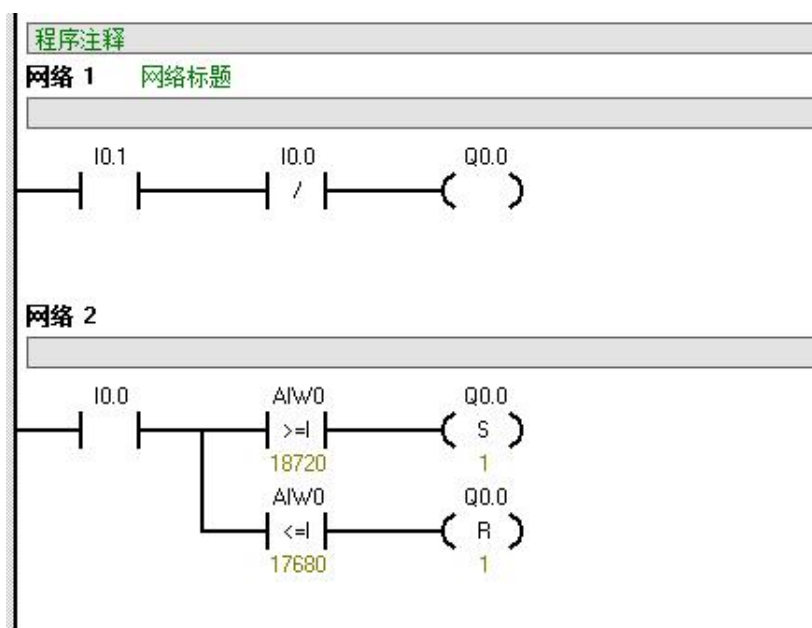 程序注释
网络 1 网络标题
I0.1 I0.0 Q0.0
/
网络 2
I0.0 AIW0 Q0.0
>=I S
18720 1
AIW0 Q0.0
<=I R
17680 1